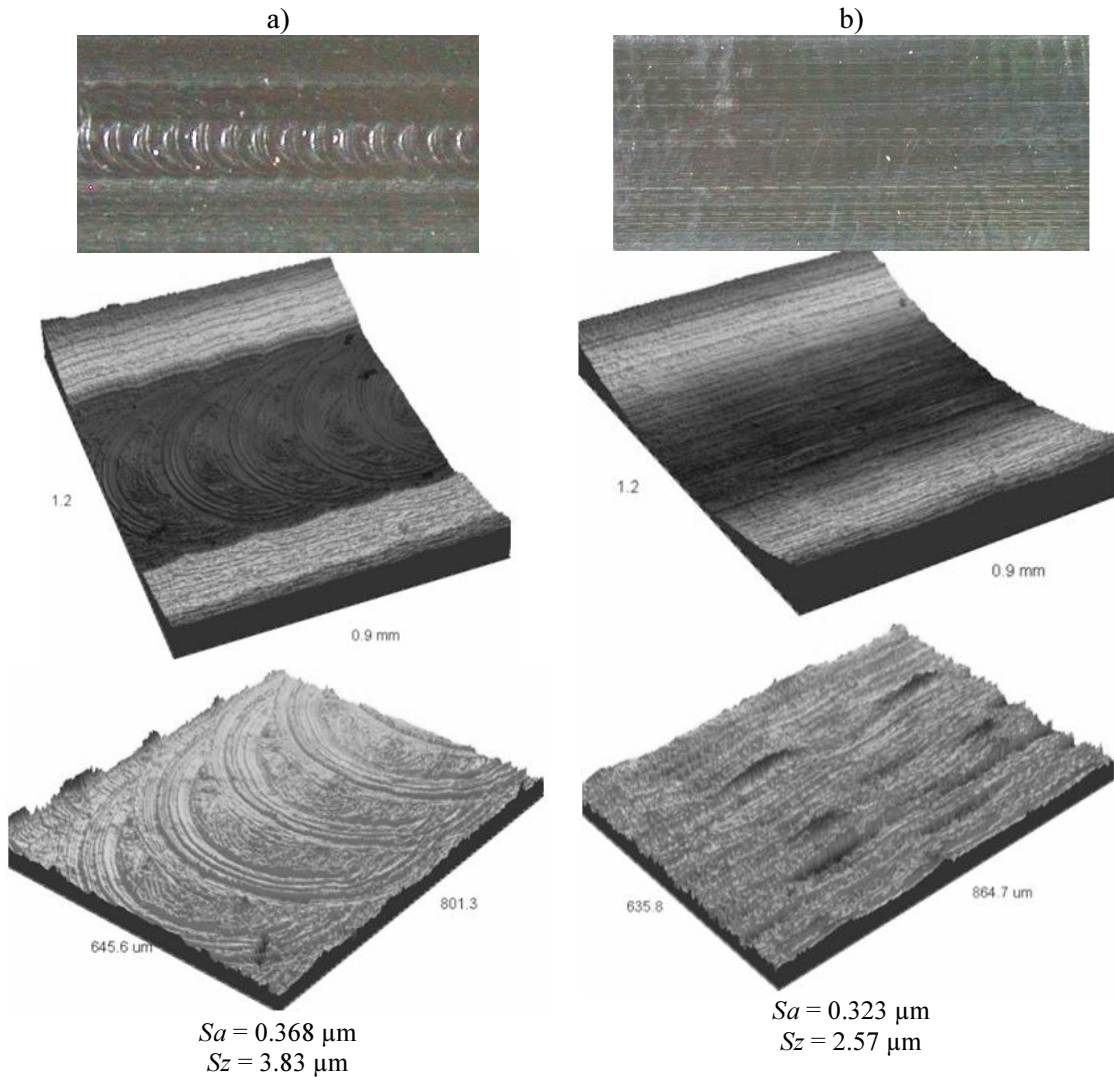 a)
b)
1.2
0.9 mm
1.2
0.9 mm
645.6 um
801.3
635.8
864.7 um
Sa = 0.368 µm
Sz = 3.83 µm
Sa = 0.323 µm
Sz = 2.57 µm